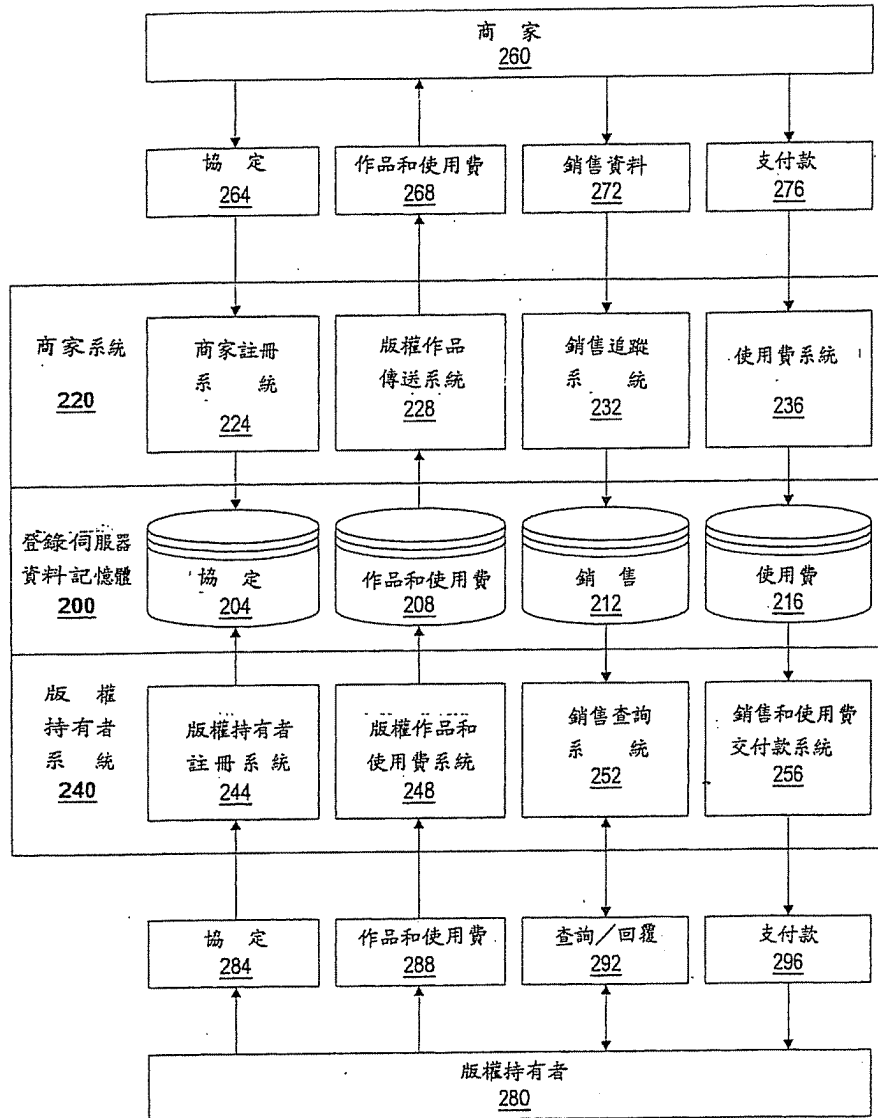 商 家
260
協 定
264
作品和使用費
268
銷售資料
272
支付款
276
商家系統
220
商家註冊
系 統
224
版權作品
傳送系統
228
銷售追蹤
系 統
232
使用費系統
236
登錄伺服器
資料記憶體
200
協 定
204
作品和使用費
208
銷 售
212
使用費
216
版 權
持有者
系 統
240
版權持有者
註冊系統
244
版權作品和
使用費系統
248
銷售查詢
系 統
252
銷售和使用費
交付款系統
256
協 定
284
作品和使用費
288
查詢/回覆
292
支付款
296
版權持有者
280